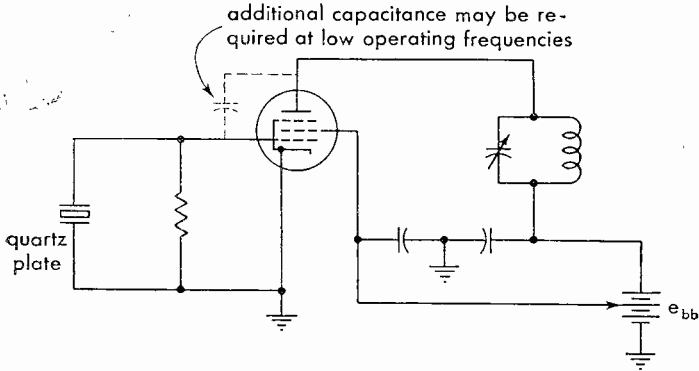 additional capacitance may be re-
quired at low operating frequencies
quartz
plate
e_bb